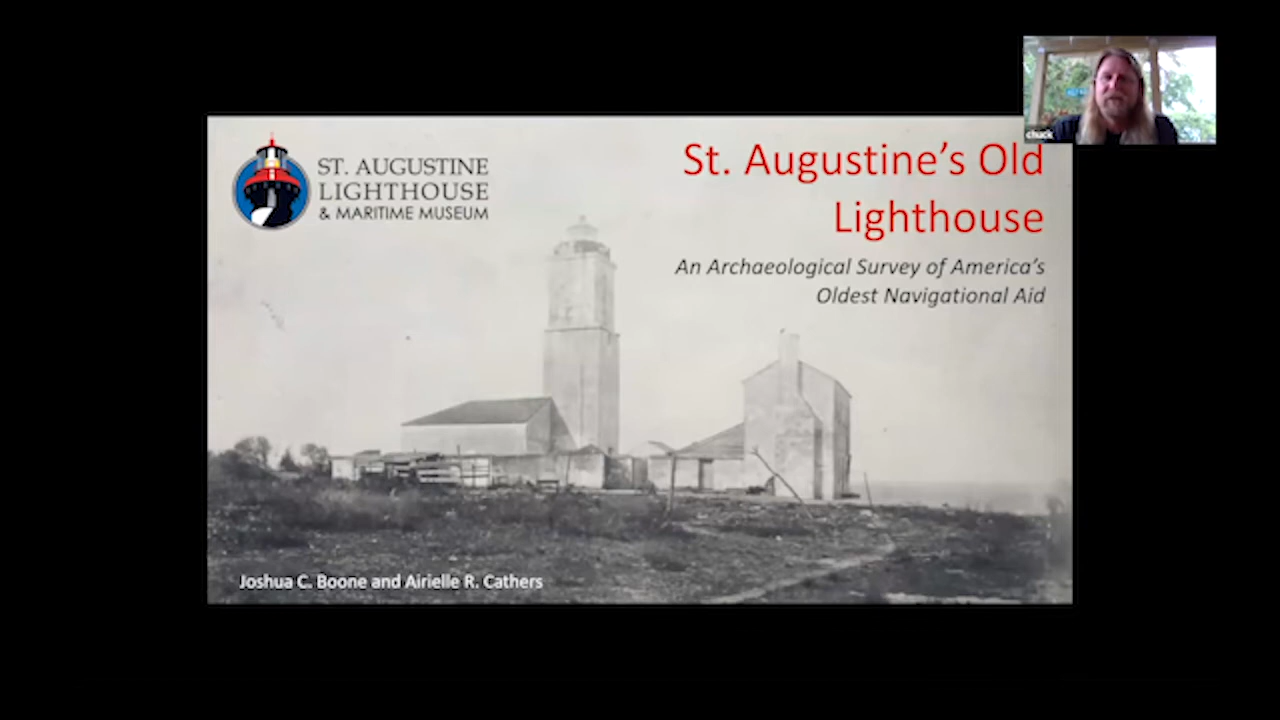 chuck
ST. AUGUSTINE
LIGHTHOUSE
& MARITIME MUSEUM
St. Augustine's Old
Lighthouse
An Archaeological Survey of America's
Oldest Navigational Aid
Joshua C. Boone and Airielle R. Cathers